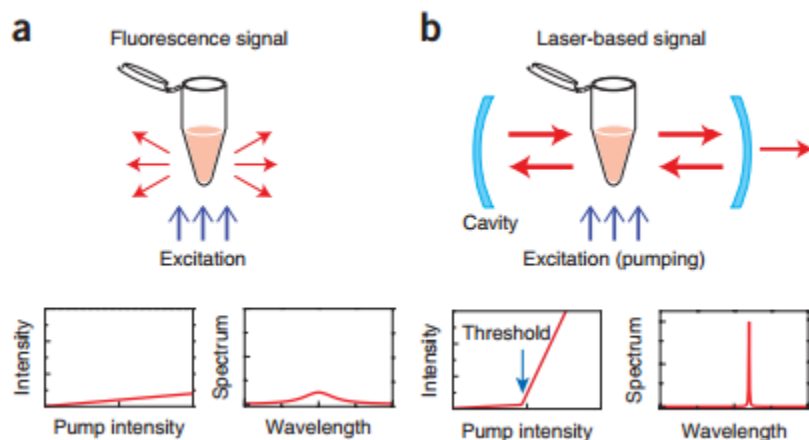 a
Fluorescence signal
Excitation
Intensity
Pump intensity
Spectrum
Wavelength
b
Laser-based signal
Cavity
Excitation (pumping)
Intensity
Threshold
Pump intensity
Spectrum
Wavelength